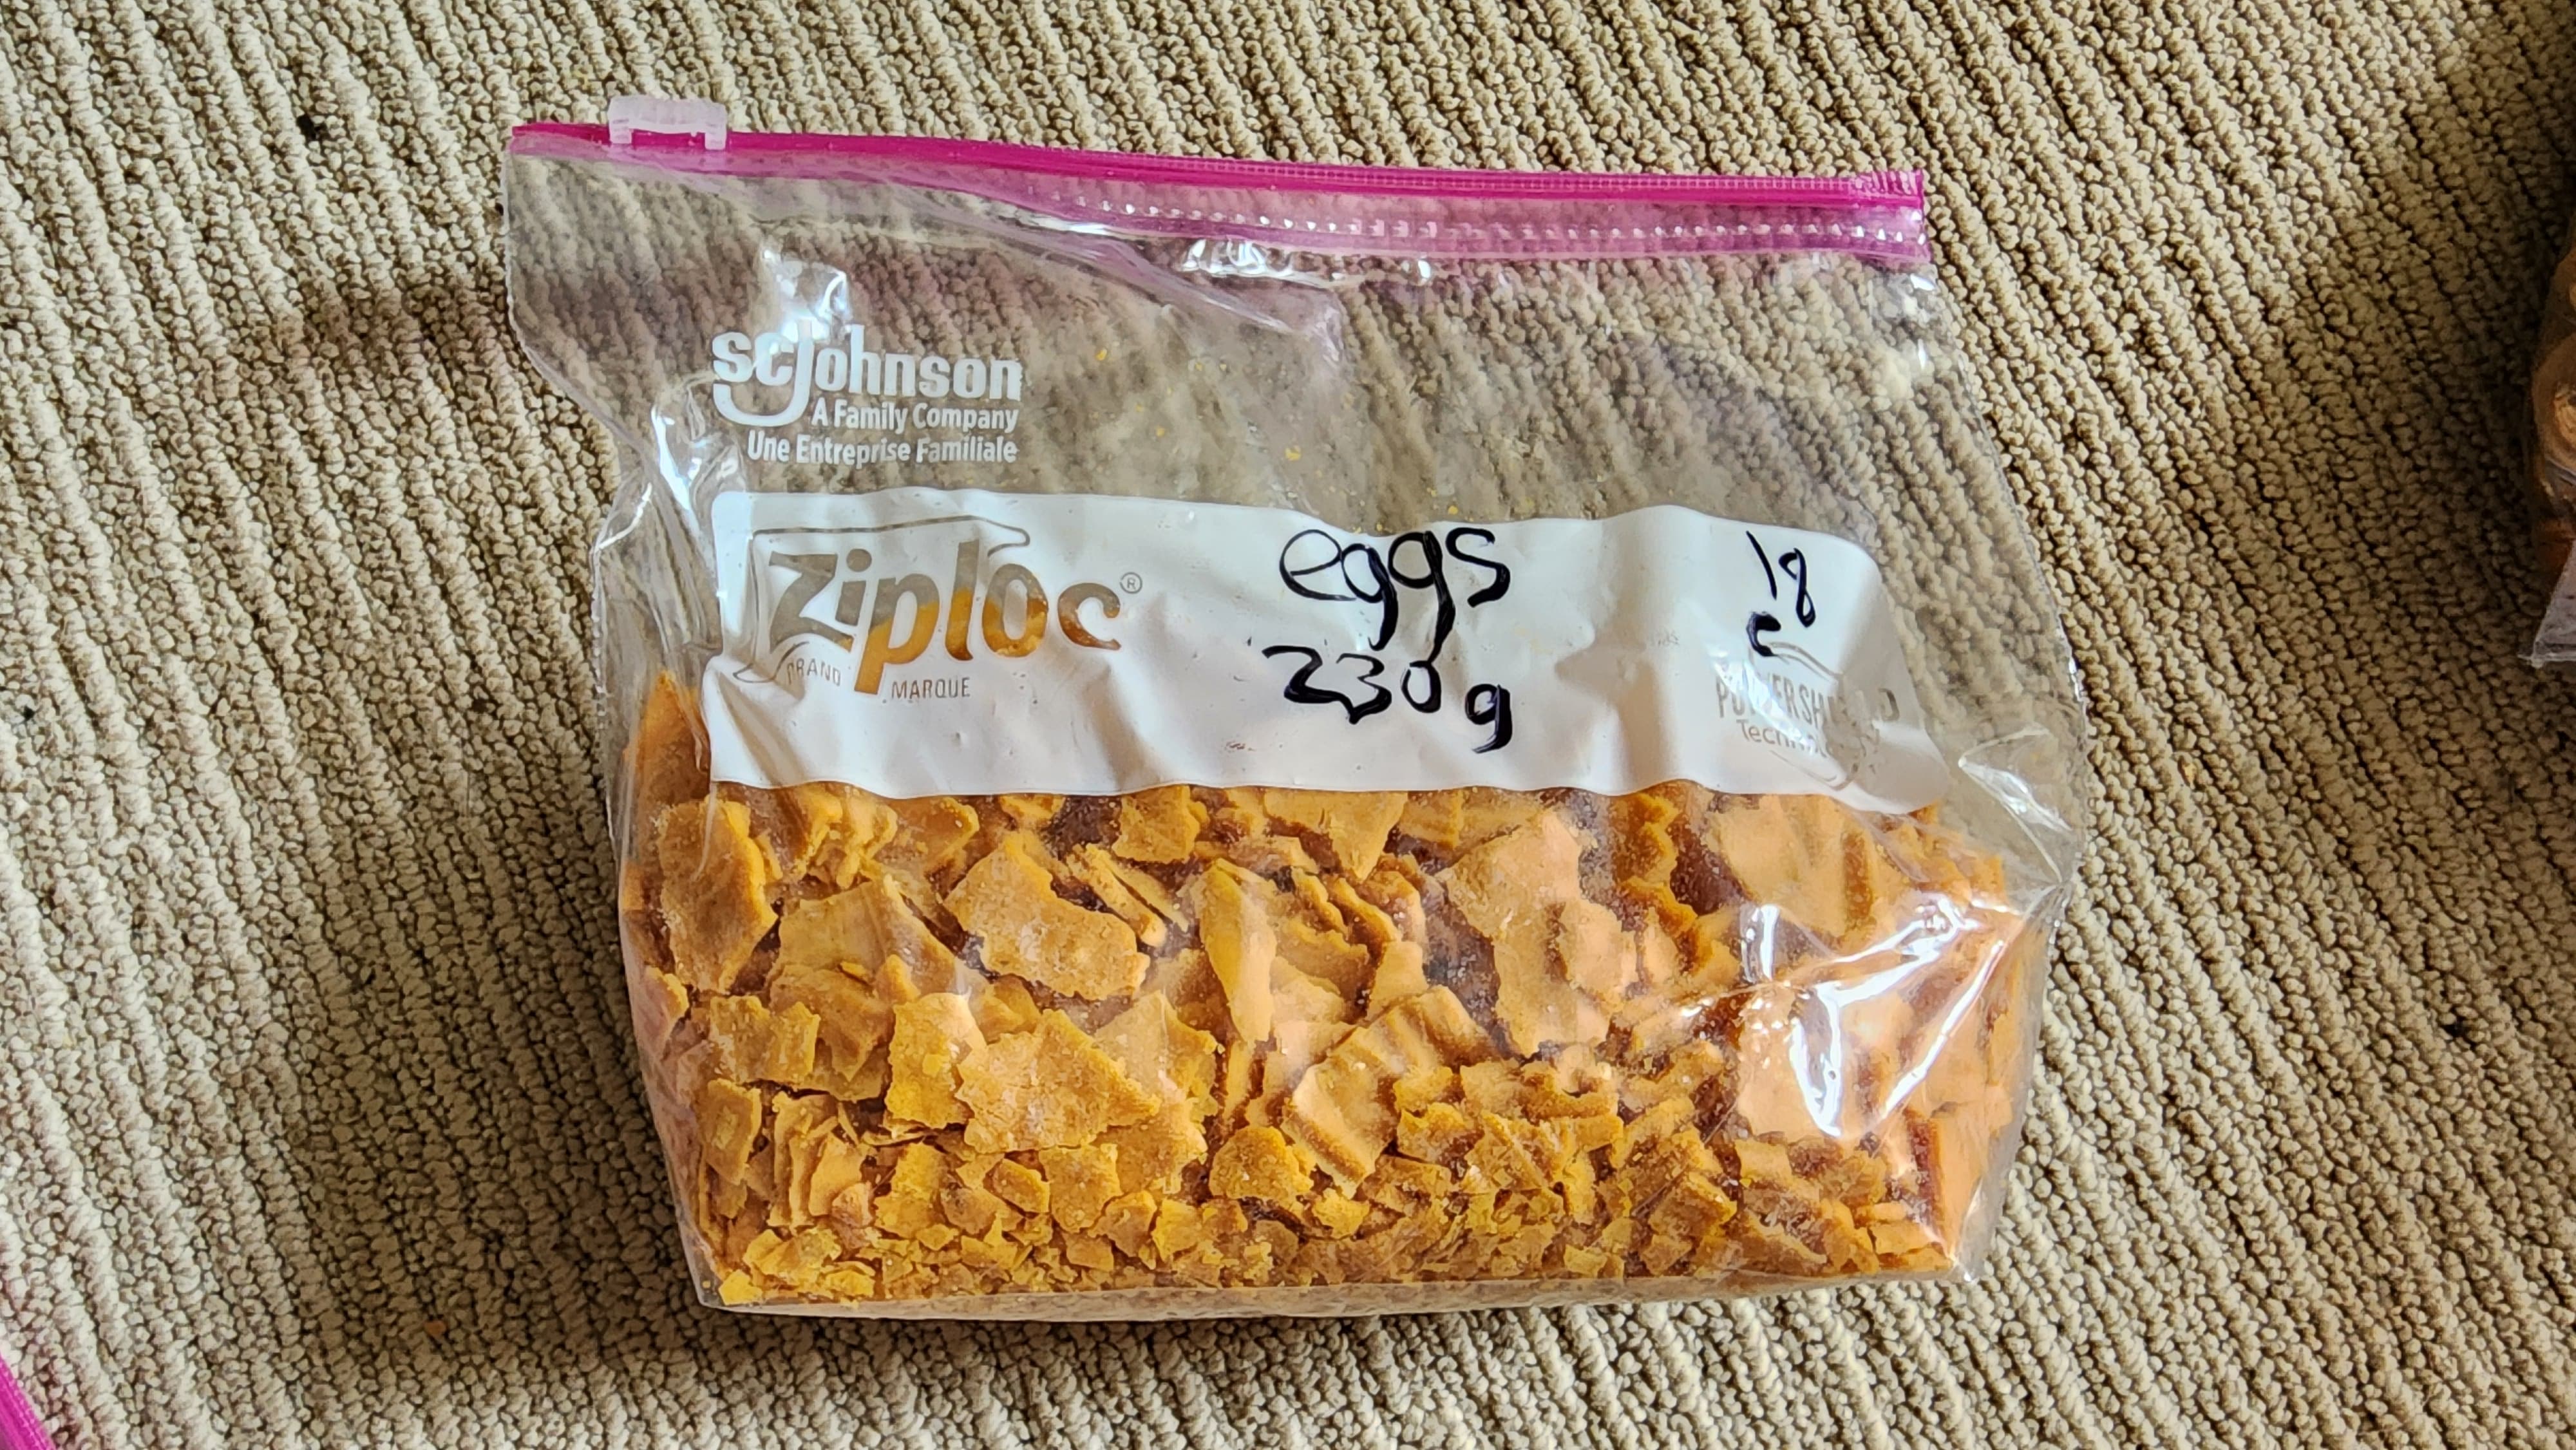 scJohnson
A Family Company
Une Entreprise Familiale
Ziploc®
BRAND MARQUE
eggs
230g
18
c